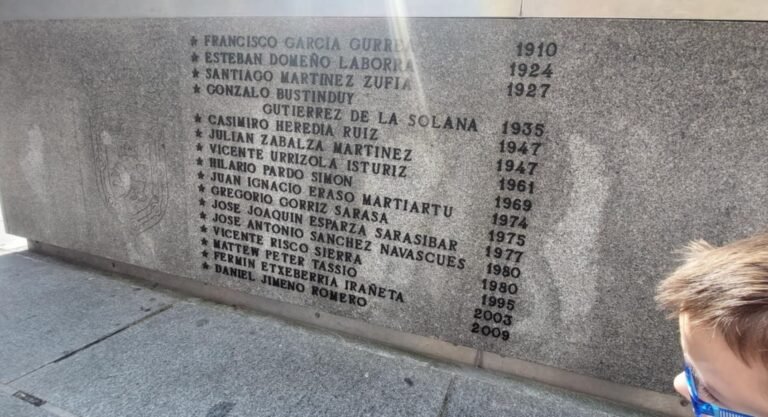 ★ FRANCISCO GARCIA GURREA 1910
★ ESTEBAN DOMEÑO LABORRA 1924
★ SANTIAGO MARTINEZ ZUFIA 1927
★ GONZALO BUSTINDUY
GUTIERREZ DE LA SOLANA 1935
★ CASIMIRO HEREDIA RUIZ 1947
★ JULIAN ZABALZA MARTINEZ 1947
★ VICENTE URRIZOLA ISTURIZ 1961
★ HILARIO PARDO SIMON 1969
★ JUAN IGNACIO ERASO MARTIARTU 1974
★ GREGORIO GORRIZ SARASA 1975
★ JOSE JOAQUIN ESPARZA SARASIBAR 1977
★ JOSE ANTONIO SANCHEZ NAVASCUES 1980
★ VICENTE RISCO SIERRA 1980
★ MATTEW PETER TASSIO 1995
★ FERMIN ETXEBERRIA IRAÑETA 2003
★ DANIEL JIMENO ROMERO 2009